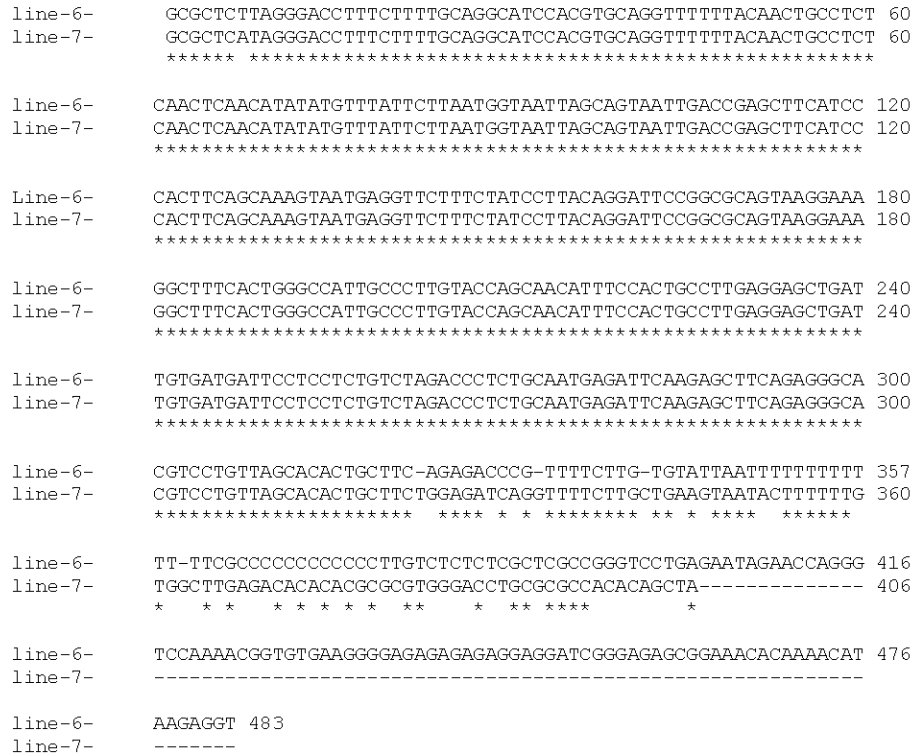 line-6- GCGCTCTTAGGGACCTTTCTTTTGCAGGCATCCACGTGCAGGTTTTTTACAACTGCCTCT 60
line-7- GCGCTCATAGGGACCTTTCTTTTGCAGGCATCCACGTGCAGGTTTTTTACAACTGCCTCT 60
****** *****************************************************
line-6- CAACTCAACATATATGTTTATTCTTAATGGTAATTAGCAGTAATTGACCGAGCTTCATCC 120
line-7- CAACTCAACATATATGTTTATTCTTAATGGTAATTAGCAGTAATTGACCGAGCTTCATCC 120
************************************************************
Line-6- CACTTCAGCAAAGTAATGAGGTTCTTTCTATCCTTACAGGATTCCGGCGCAGTAAGGAAA 180
line-7- CACTTCAGCAAAGTAATGAGGTTCTTTCTATCCTTACAGGATTCCGGCGCAGTAAGGAAA 180
************************************************************
line-6- GGCTTTCACTGGGCCATTGCCCTTGTACCAGCAACATTTCCACTGCCTTGAGGAGCTGAT 240
line-7- GGCTTTCACTGGGCCATTGCCCTTGTACCAGCAACATTTCCACTGCCTTGAGGAGCTGAT 240
************************************************************
line-6- TGTGATGATTCCTCCTCTGTCTAGACCCTCTGCAATGAGATTCAAGAGCTTCAGAGGGCA 300
line-7- TGTGATGATTCCTCCTCTGTCTAGACCCTCTGCAATGAGATTCAAGAGCTTCAGAGGGCA 300
************************************************************
line-6- CGTCCTGTTAGCACACTGCTTC-AGAGACCCG-TTTTCTTG-TGTATTAATTTTTTTTTT 357
line-7- CGTCCTGTTAGCACACTGCTTCTGGAGATCAGGTTTTCTTGCTGAAGTAATACTTTTTTG 360
********************** **** * * ******** ** * **** ******
line-6- TT-TTCGCCCCCCCCCCCCCTTGTCTCTCTCGCTCGCCGGGTCCTGAGAATAGAACCAGGG 416
line-7- TGGCTTGAGACACACACGCGCGTGGGACCTGCGCGCCACACAGCTA-------------- 406
* * * * * * * * ** * ** **** *
line-6- TCCAAAACGGTGTGAAGGGGAGAGAGAGAGGAGGATCGGGAGAGCGGAAACACAAAACAT 476
line-7- ------------------------------------------------------------
line-6- AAGAGGT 483
line-7- -------